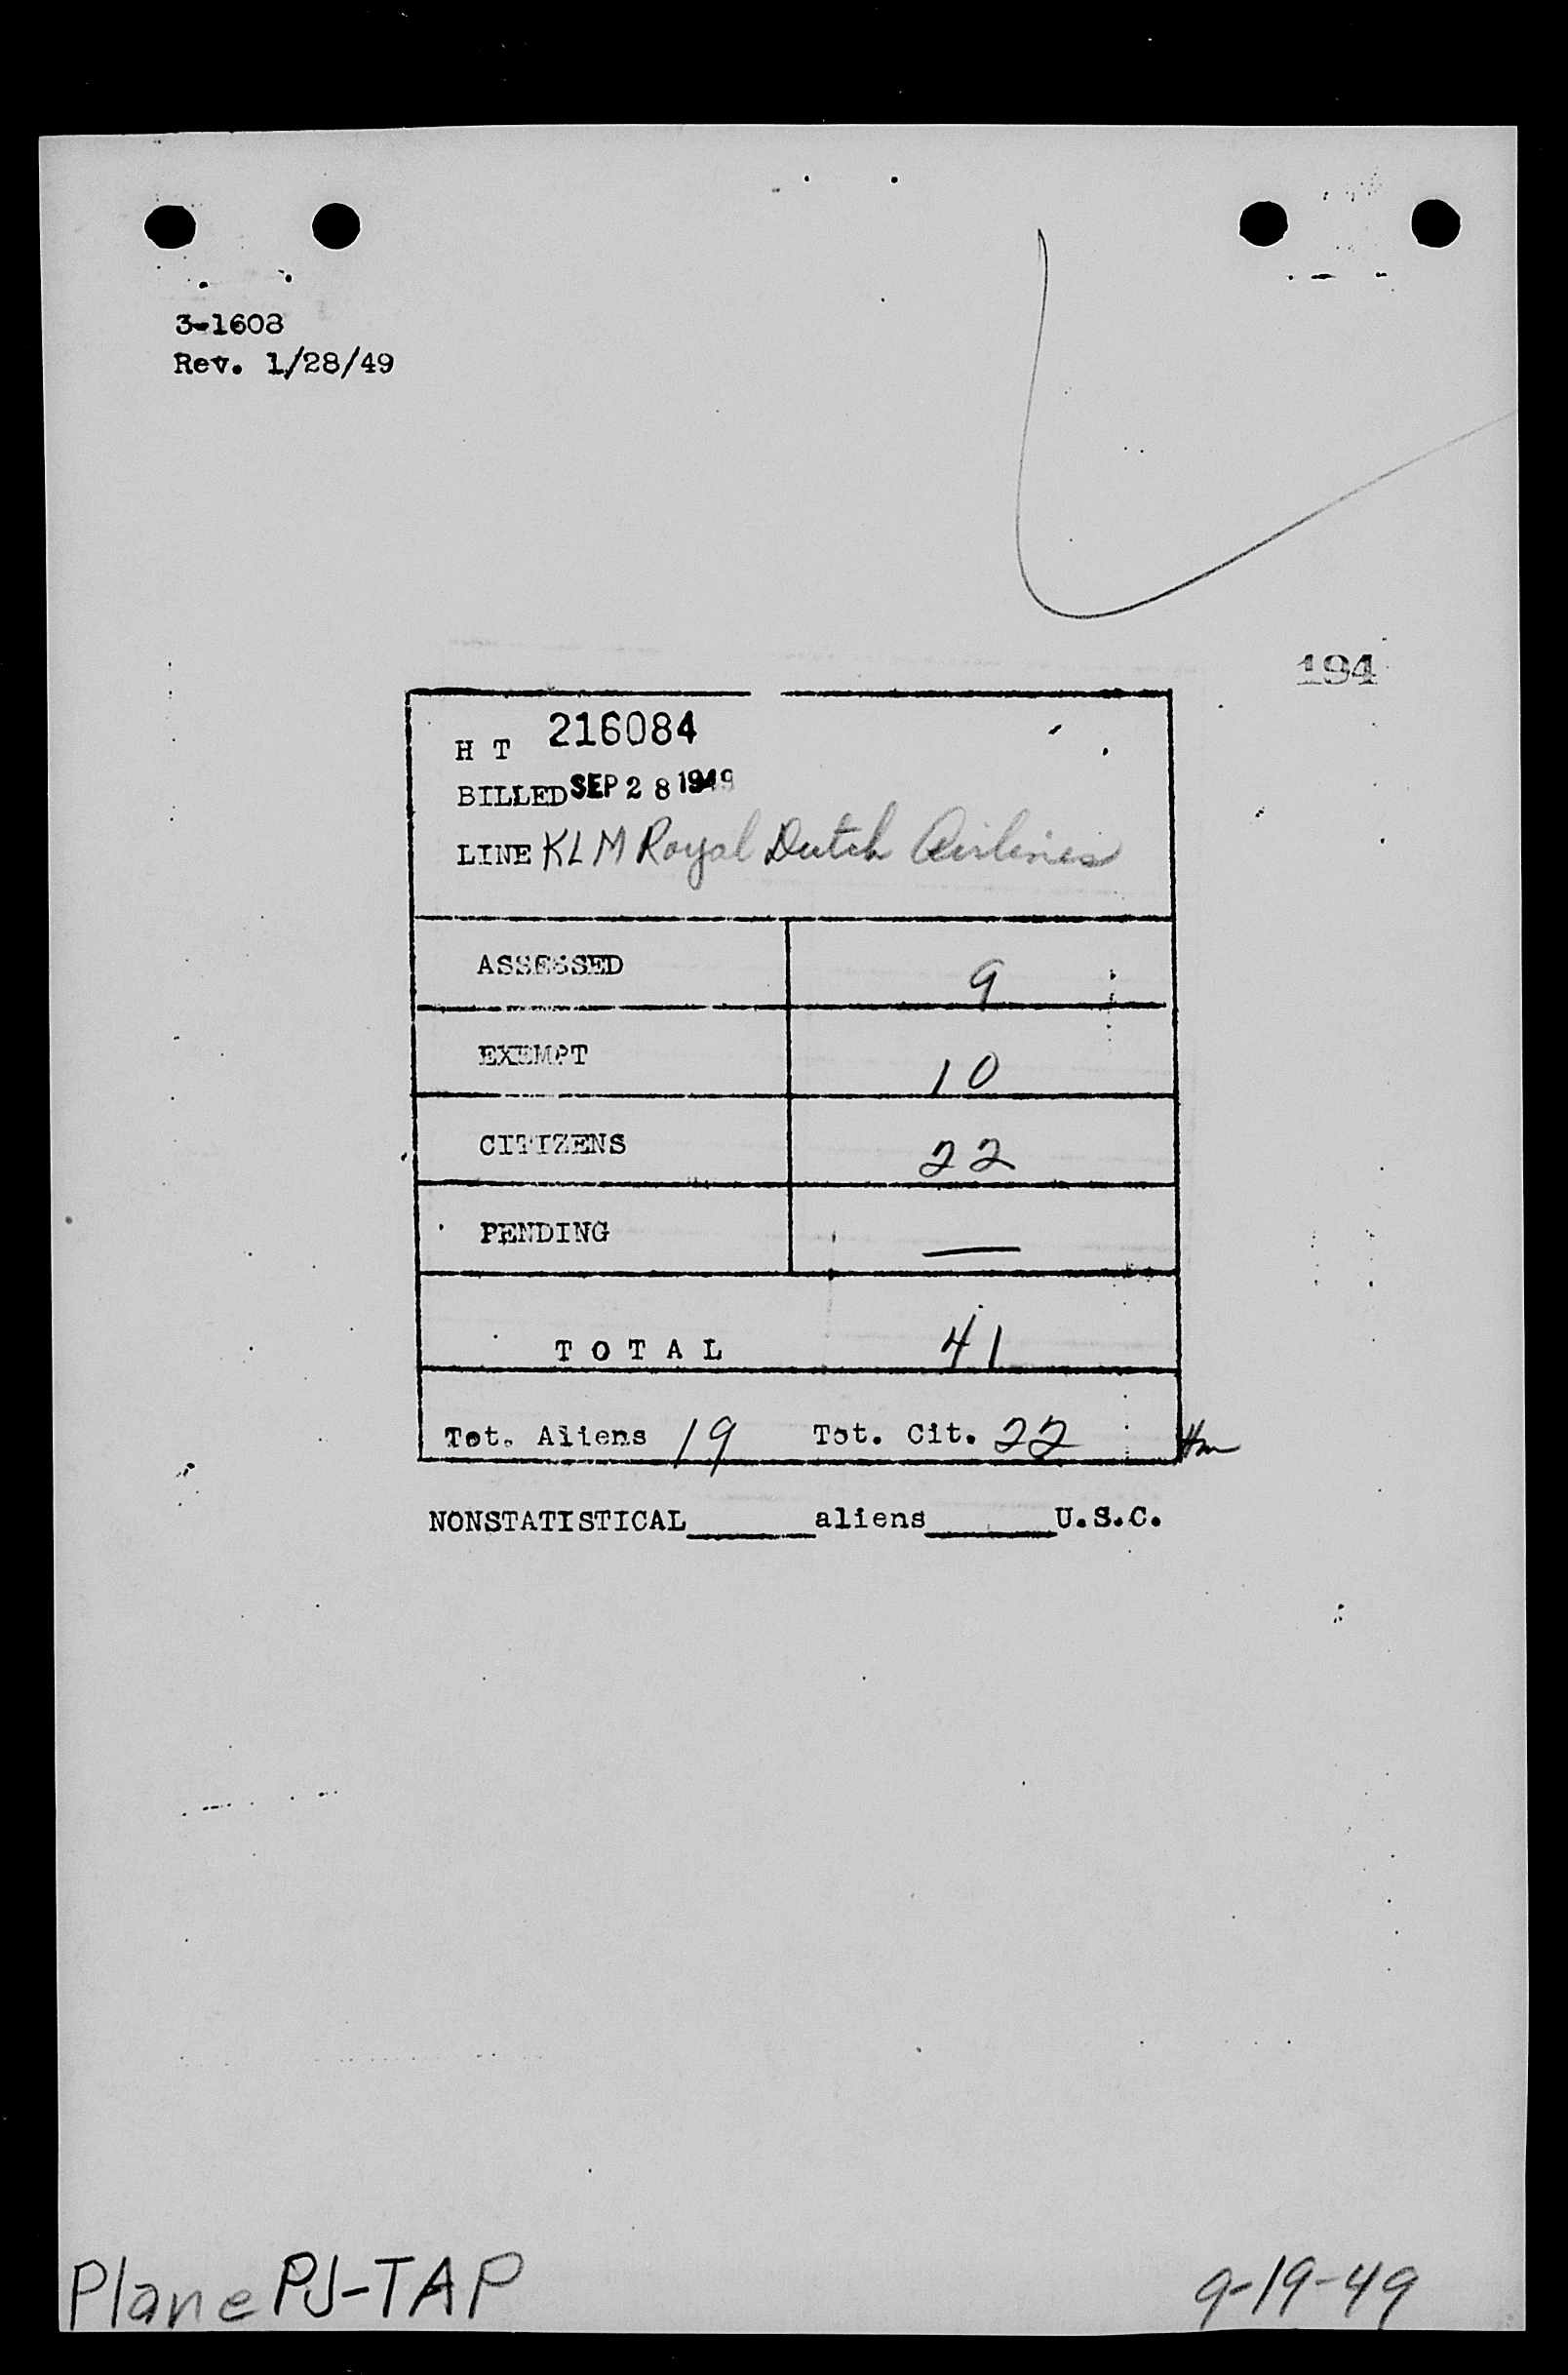 3-1608
Rev. 1/28/49
194
H T 216084
BILLED SEP 28 1949
LINE KLM Royal Dutch Airlines
ASSESSED 9
EXEMPT 10
CITIZENS 22
PENDING —
TOTAL 41
Tot. Aliens 19 Tot. Cit. 22
NONSTATISTICAL______aliens______U.S.C.
Plane PJ-TAP 9-19-49